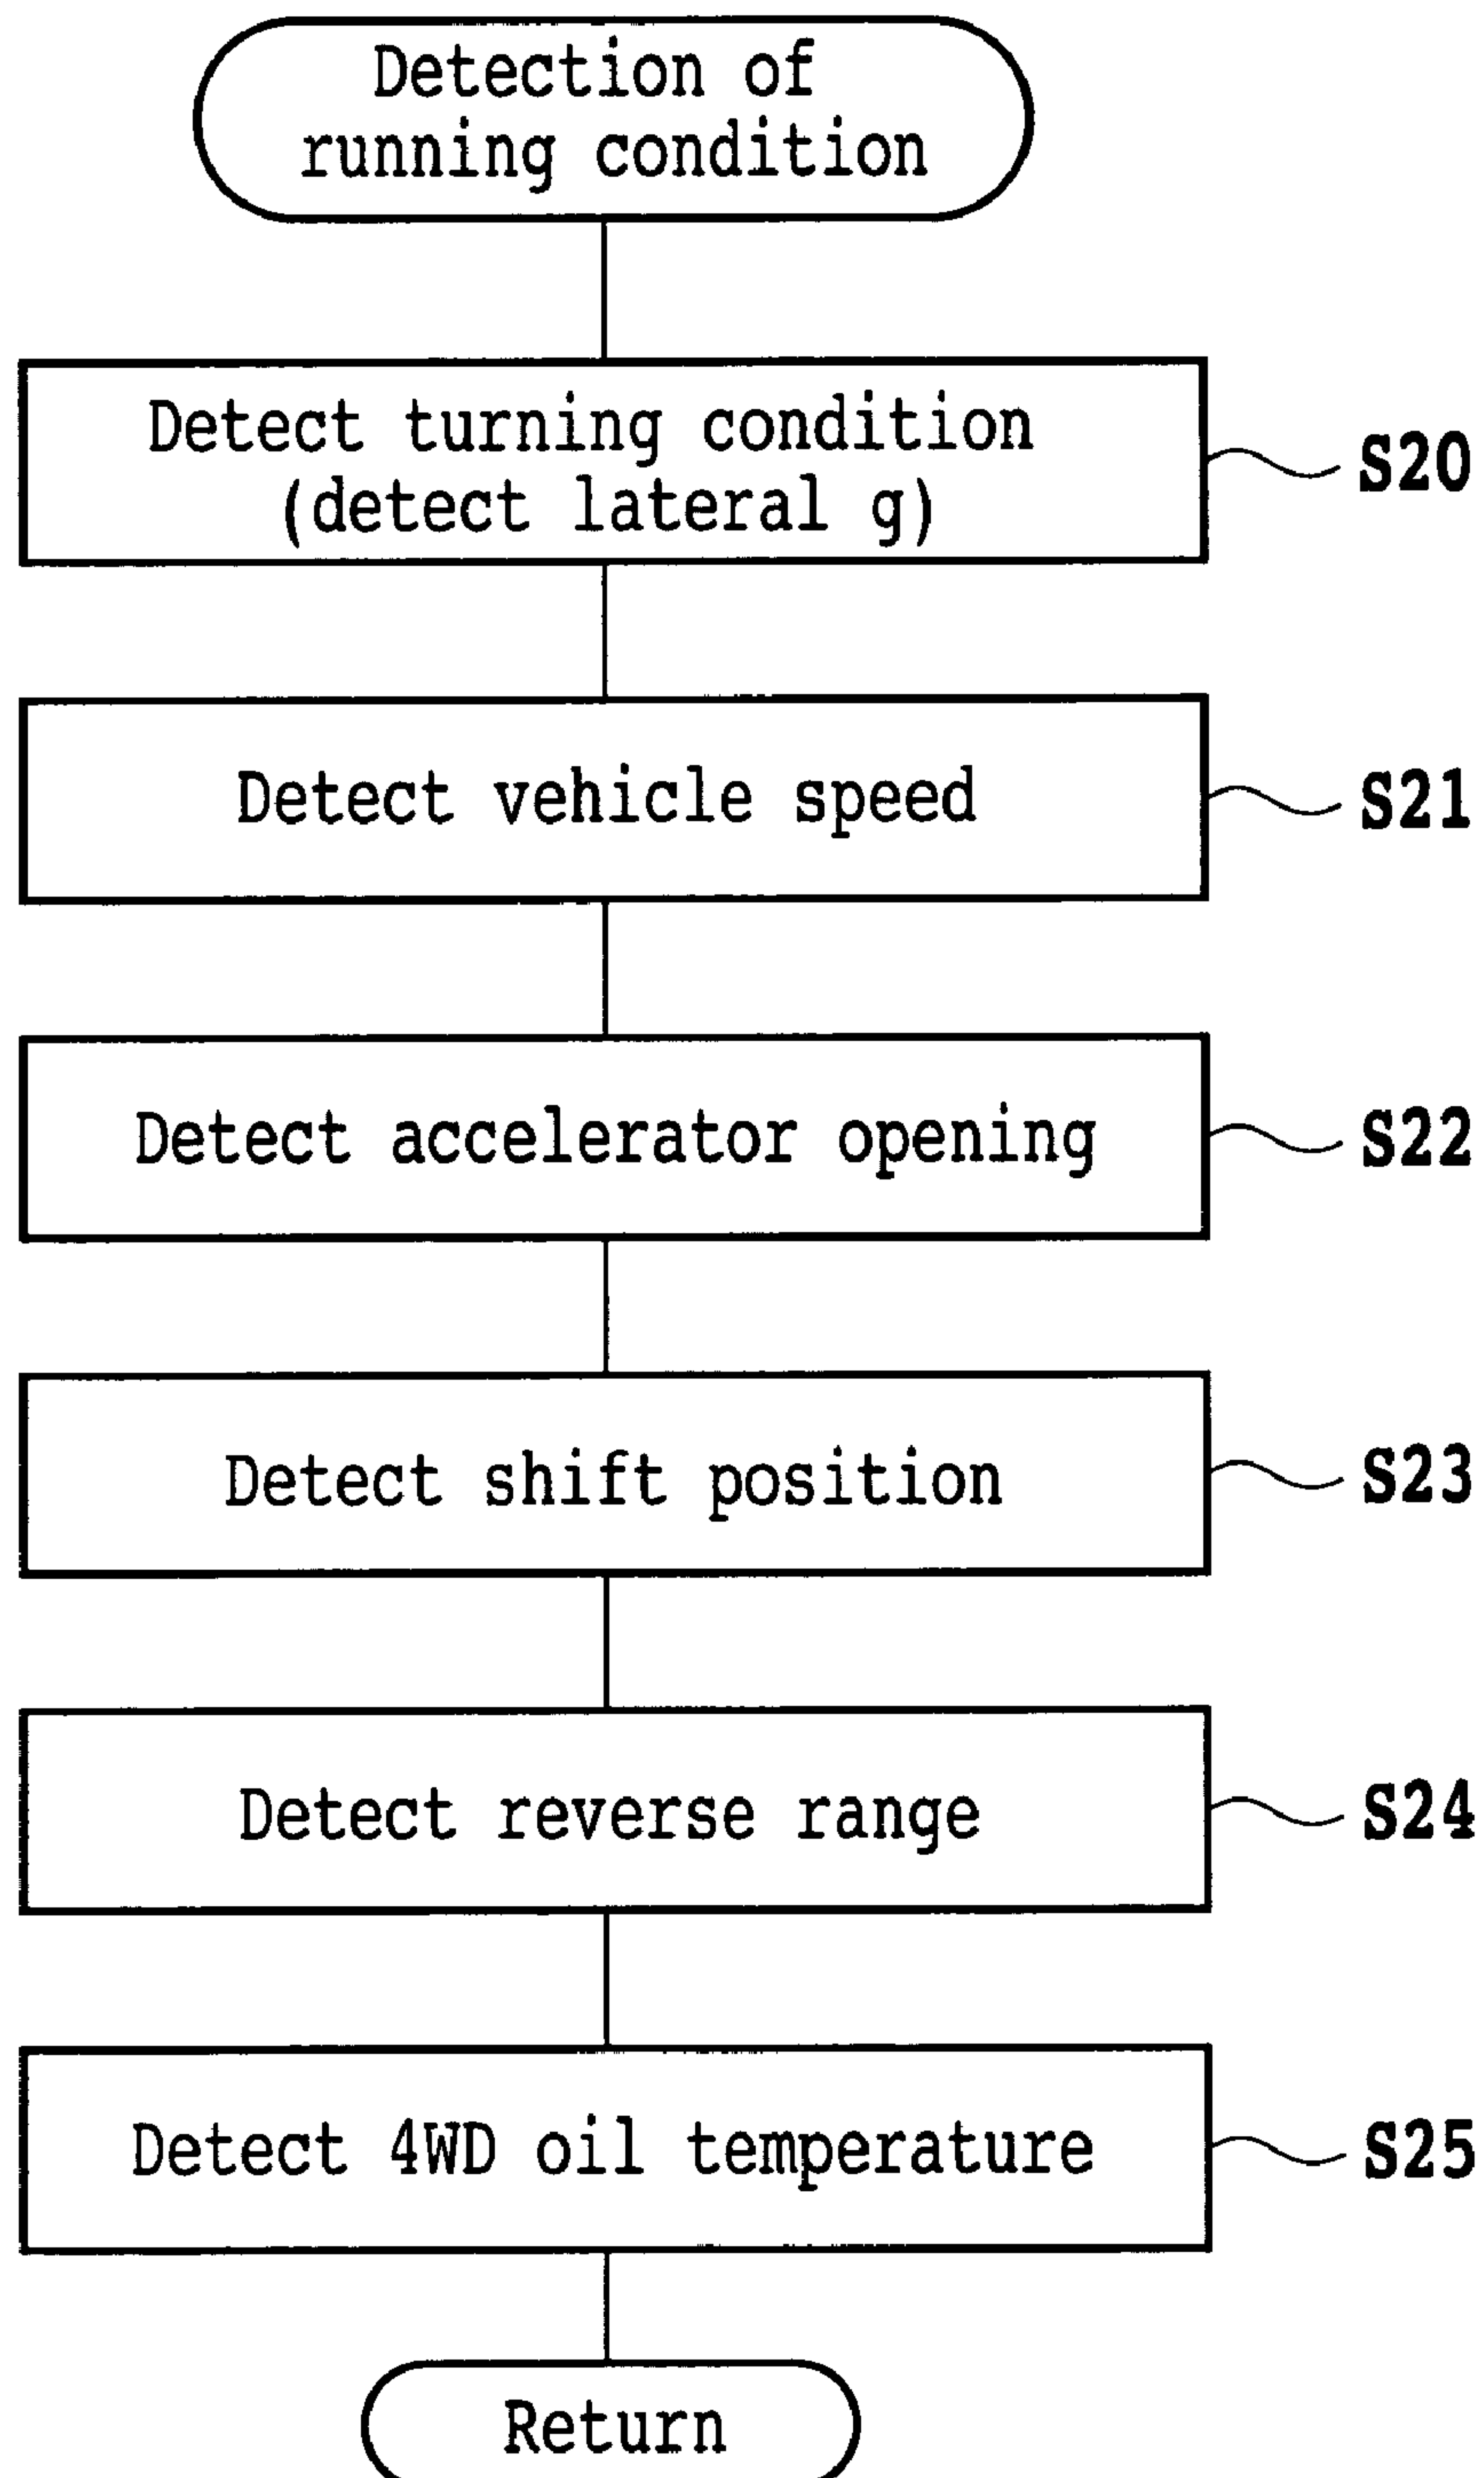 Detection of
running condition
Detect turning condition
(detect lateral g)
S20
Detect vehicle speed
S21
Detect accelerator opening
S22
Detect shift position
S23
Detect reverse range
S24
Detect 4WD oil temperature
S25
Return